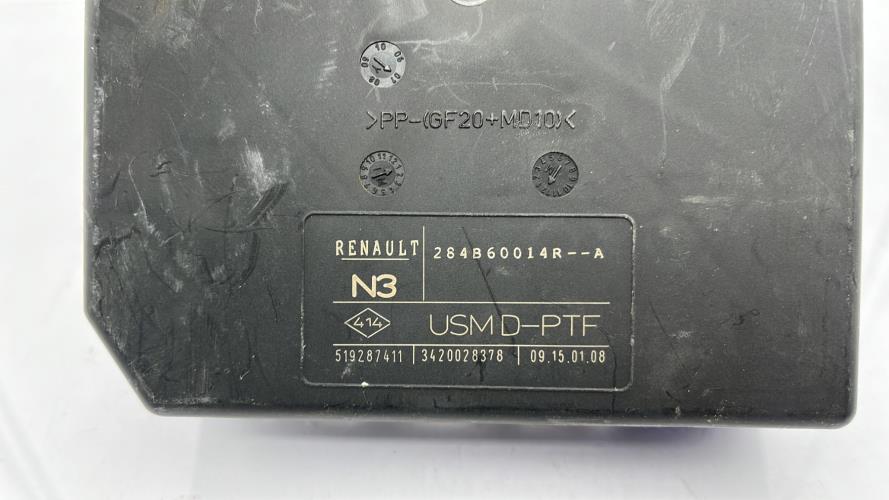 >PP-(GF20+MD10)<
RENAULT
284B60014R--A
N3
414
USM D-PTF
519287411 3420028378 09.15.01.08